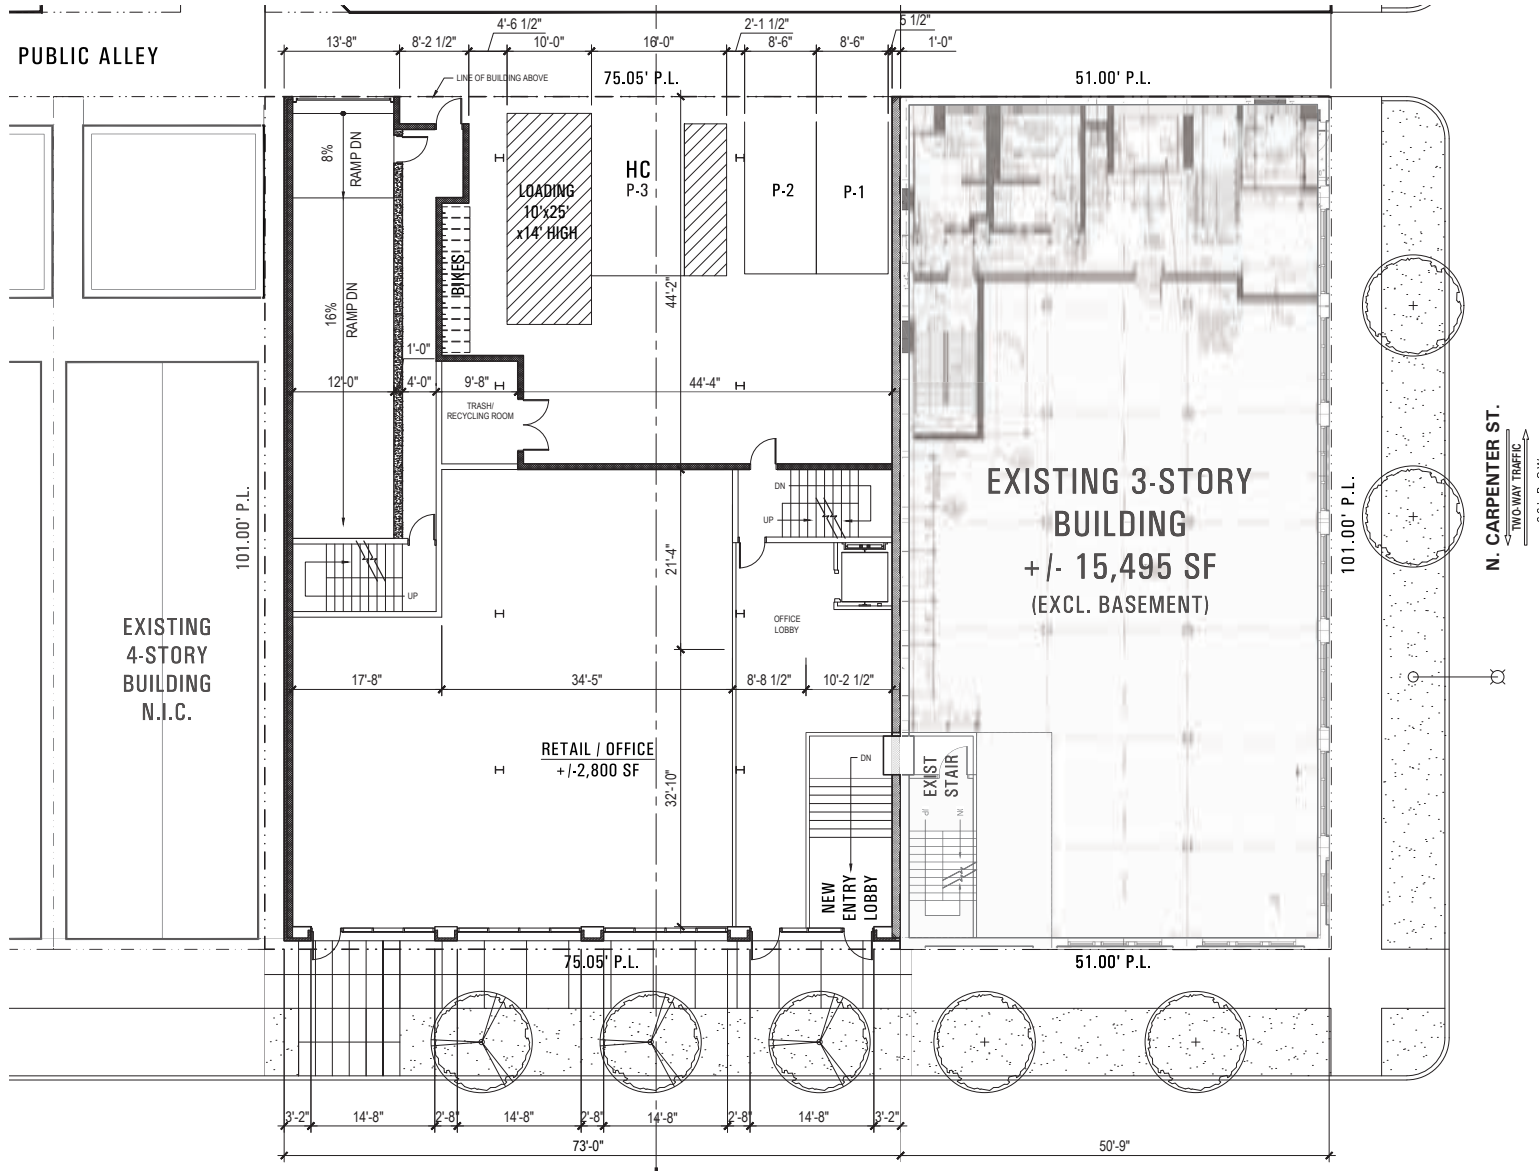 4'-6 1/2"
2'-1 1/2"
5 1/2"
13'-8"
8'-2 1/2"
10'-0"
16'-0"
8'-6"
8'-6"
1'-0"
PUBLIC ALLEY
LINE OF BUILDING ABOVE
75.05' P.L.
51.00' P.L.
8%
RAMP DN
HC
P-3
LOADING
10'x25'
x14' HIGH
P-2
P-1
BIKES
44'-2"
16%
RAMP DN
1'-0"
12'-0"
4'-0"
9'-8"
44'-4"
TRASH/
RECYCLING ROOM
DN
UP
101.00' P.L.
21'-4"
EXISTING 3-STORY
BUILDING
+/- 15,495 SF
(EXCL. BASEMENT)
101.00' P.L.
N. CARPENTER ST.
TWO-WAY TRAFFIC
UP
OFFICE
LOBBY
EXISTING
4-STORY
BUILDING
N.I.C.
17'-8"
34'-5"
8'-8 1/2"
10'-2 1/2"
RETAIL / OFFICE
+/-2,800 SF
32'-10"
DN
EXIST
STAIR
NEW
ENTRY
LOBBY
75.05' P.L.
51.00' P.L.
3'-2"
14'-8"
2'-8"
14'-8"
2'-8"
14'-8"
2'-8"
14'-8"
3'-2"
73'-0"
50'-9"